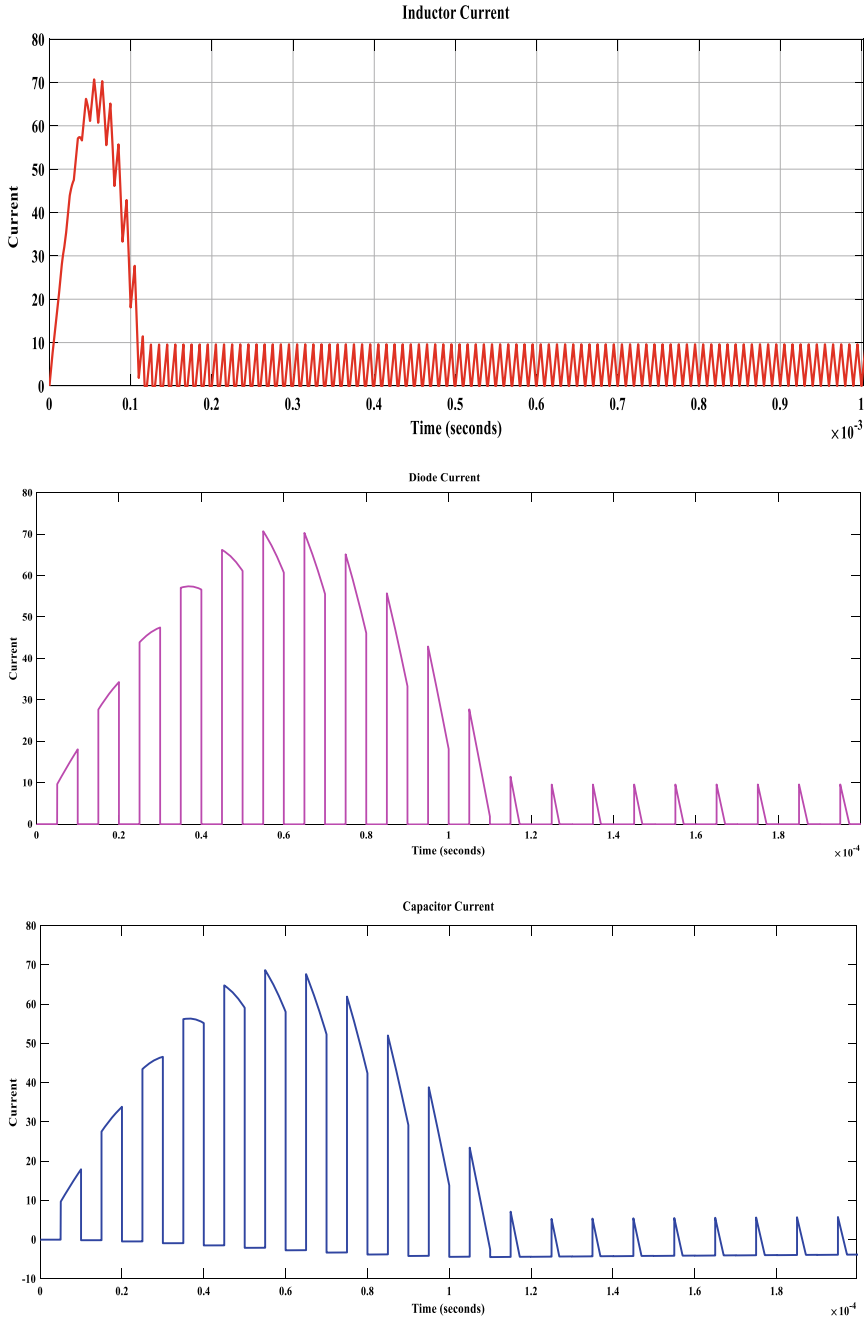 Inductor Current
80
70
60
50
40
30
20
10
0
Current
0 0.1 0.2 0.3 0.4 0.5 0.6 0.7 0.8 0.9 1
Time (seconds)
×10-3
Diode Current
80
70
60
50
40
30
20
10
0
Current
0 0.2 0.4 0.6 0.8 1 1.2 1.4 1.6 1.8
Time (seconds)
×10-4
Capacitor Current
80
70
60
50
40
30
20
10
0
-10
Current
0 0.2 0.4 0.6 0.8 1 1.2 1.4 1.6 1.8
Time (seconds)
×10-4